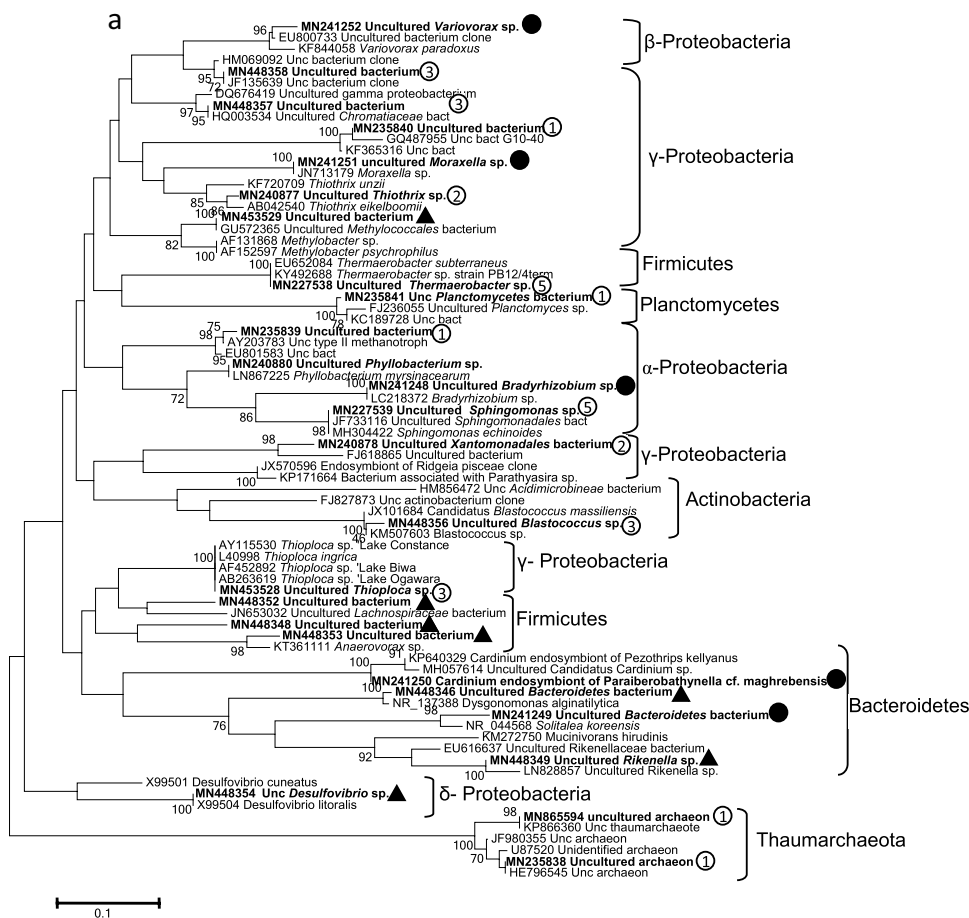 a
96
MN241252 Uncultured Variovorax sp.
EU800733 Uncultured bacterium clone
KF844058 Variovorax paradoxus
β-Proteobacteria
HM069092 Unc bacterium clone
95
MN448358 Uncultured bacterium 3
72
JF135639 Unc bacterium clone
DQ676419 Uncultured gamma proteobacterium
97
MN448357 Uncultured bacterium 3
95
HQ003534 Uncultured Chromatiaceae bact
MN235840 Uncultured bacterium 1
100
GQ487955 Unc bact G10-40
KF365316 Unc bact
γ-Proteobacteria
100
MN241251 uncultured Moraxella sp.
JN713179 Moraxella sp.
KF720709 Thiothrix unzii
MN240877 Uncultured Thiothrix sp. 2
85
86
AB042540 Thiothrix eikelboomii
100
MN453529 Uncultured bacterium
GU572365 Uncultured Methylococcales bacterium
82
AF131868 Methylobacter sp.
100
AF152597 Methylobacter psychrophilus
EU652084 Thermaerobacter subterraneus
100
KY492688 Thermaerobacter sp. strain PB12/4term
Firmicutes
MN227538 Uncultured Thermaerobacter sp. 5
MN235841 Unc Planctomycetes bacterium 1
FJ236055 Uncultured Planctomyces sp.
Planctomycetes
100
78
KC189728 Unc bact
75
MN235839 Uncultured bacterium 1
98
AY203783 Unc type II methanotroph
EU801583 Unc bact
95
MN240880 Uncultured Phyllobacterium sp.
α-Proteobacteria
LN867225 Phyllobacterium myrsinacearum
100
MN241248 Uncultured Bradyrhizobium sp.
72
LC218372 Bradyrhizobium sp.
MN227539 Uncultured Sphingomonas sp. 5
86
JF733116 Uncultured Sphingomonadales bact
98
MH304422 Sphingomonas echinoides
98
MN240878 Uncultured Xantomonadales bacterium 2
FJ618865 Uncultured bacterium
γ-Proteobacteria
JX570596 Endosymbiont of Ridgeia pisceae clone
100
KP171664 Bacterium associated with Parathyasira sp.
HM856472 Unc Acidimicrobineae bacterium
FJ827873 Unc actinobacterium clone
Actinobacteria
JX101684 Candidatus Blastococcus massiliensis
MN448356 Uncultured Blastococcus sp. 3
100
46
KM507603 Blastococcus sp.
AY115530 Thioploca sp. 'Lake Constance
100
L40998 Thioploca ingrica
γ- Proteobacteria
AF452892 Thioploca sp 'Lake Biwa
AB263619 Thioploca sp. 'Lake Ogawara
MN453528 Uncultured Thioploca sp. 3
MN448352 Uncultured bacterium
JN653032 Uncultured Lachnospiraceae bacterium
Firmicutes
MN448348 Uncultured bacterium
MN448353 Uncultured bacterium
98
KT361111 Anaerovorax sp.
91
KP640329 Cardinium endosymbiont of Pezothrips kellyanus
100
MH057614 Uncultured Candidatus Cardinium sp.
MN241250 Cardinium endosymbiont of Paraiberobathynella cf. maghrebensis
100
MN448346 Uncultured Bacteroidetes bacterium
NR_137388 Dysgonomonas alginatilytica
Bacteroidetes
98
MN241249 Uncultured Bacteroidetes bacterium
76
NR_044568 Solitalea koreensis
KM272750 Mucinivorans hirudinis
EU616637 Uncultured Rikenellaceae bacterium
92
MN448349 Uncultured Rikenella sp.
100
LN828857 Uncultured Rikenella sp.
X99501 Desulfovibrio cuneatus
MN448354 Unc Desulfovibrio sp.
δ- Proteobacteria
100
X99504 Desulfovibrio litoralis
98
MN865594 uncultured archaeon 1
KP866360 Unc thaumarchaeote
JF980355 Unc archaeon
Thaumarchaeota
100
U87520 Unidentified archaeon
70
MN235838 Uncultured archaeon 1
HE796545 Unc archaeon
0.1